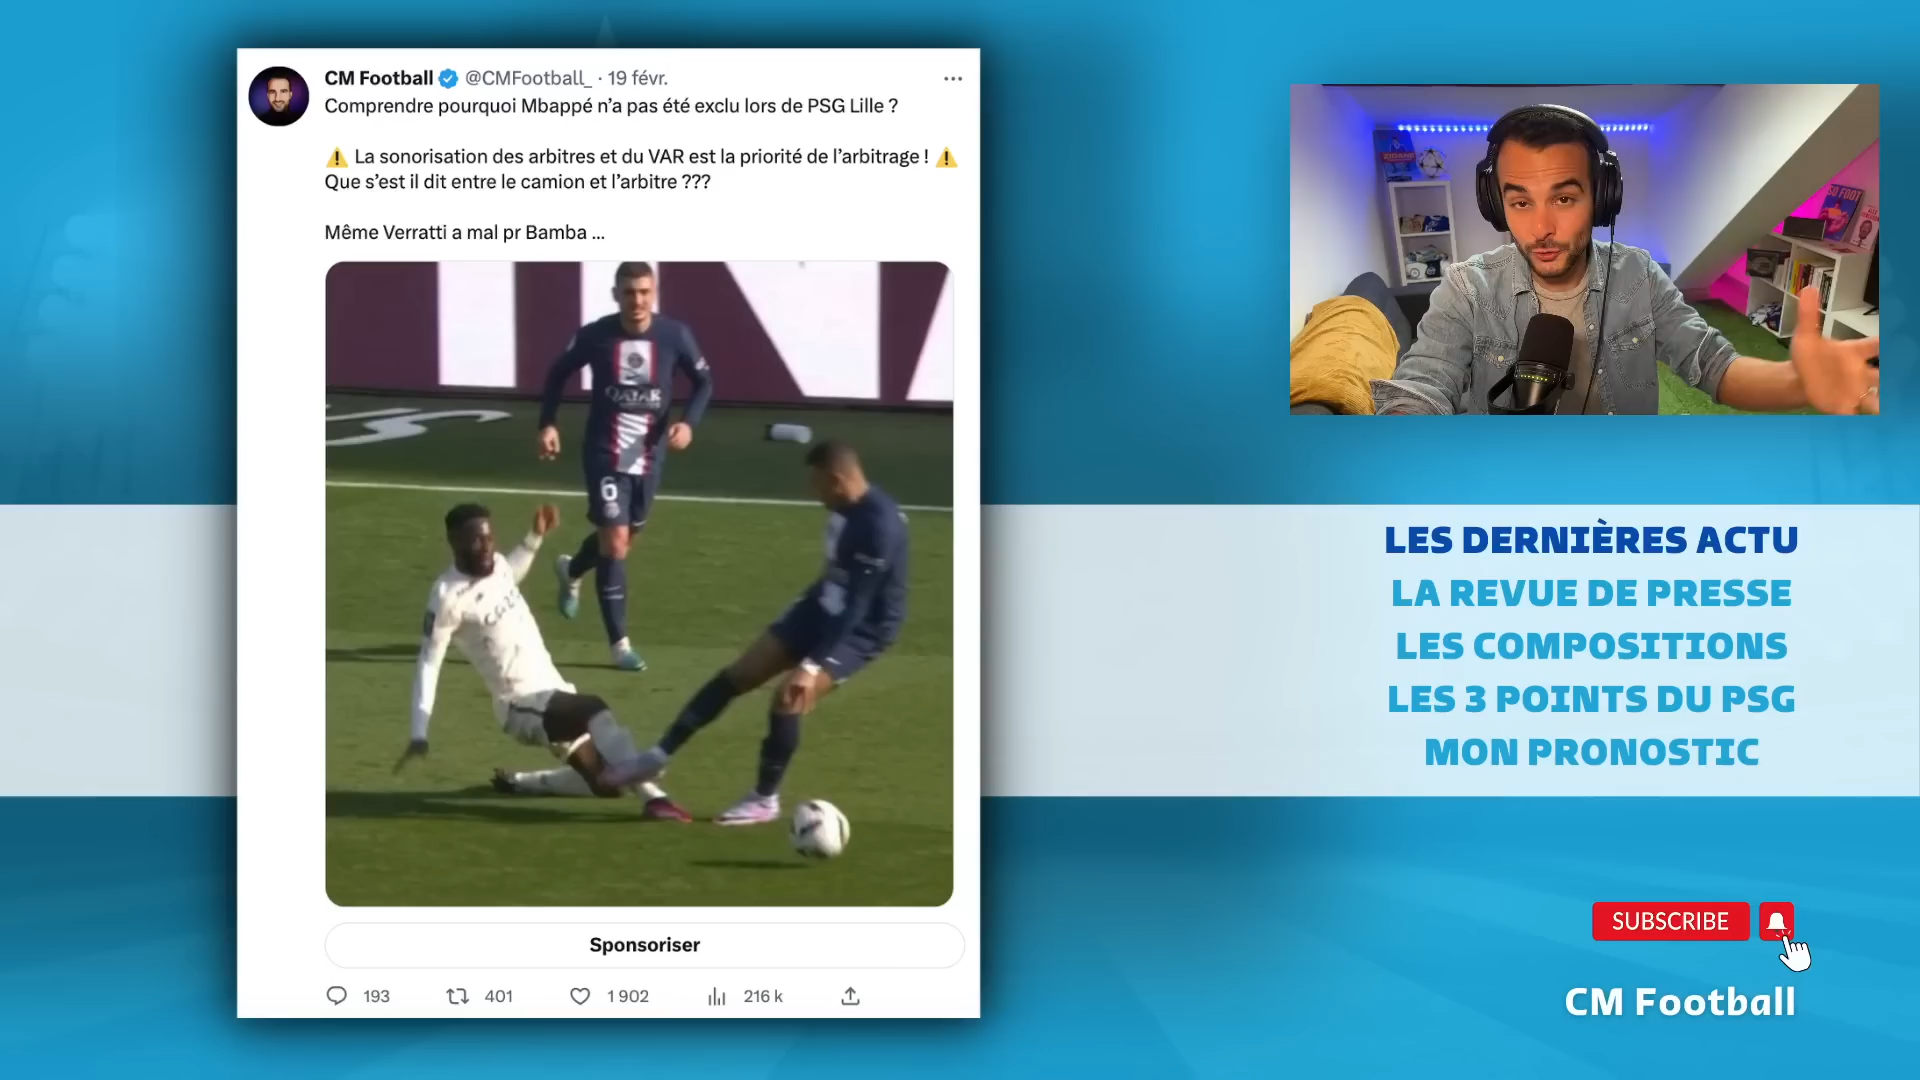 CM Football @CMFootball_ · 19 févr.
Comprendre pourquoi Mbappé n’a pas été exclu lors de PSG Lille ?
⚠️ La sonorisation des arbitres et du VAR est la priorité de l’arbitrage ! ⚠️
Que s’est il dit entre le camion et l’arbitre ???
Même Verratti a mal pr Bamba ...
QATAR
6
Sponsoriser
193 401 1 902 216 k
ZIDANE
SO FOOT
LES DERNIÈRES ACTU
LA REVUE DE PRESSE
LES COMPOSITIONS
LES 3 POINTS DU PSG
MON PRONOSTIC
SUBSCRIBE
CM Football